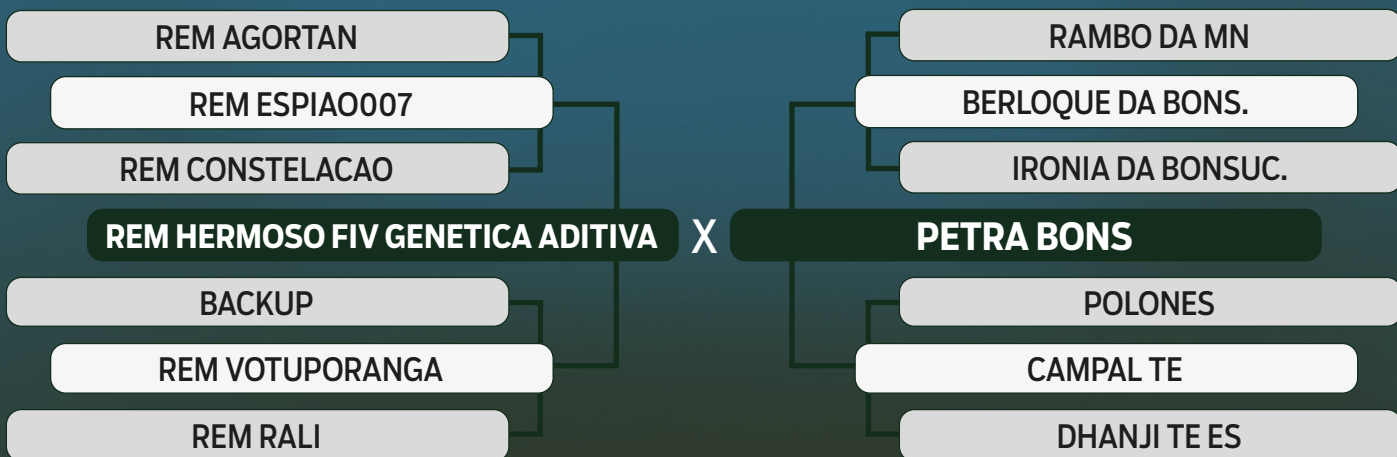 REM AGORTAN
REM ESPIAO007
REM CONSTELACAO
REM HERMOSO FIV GENETICA ADITIVA
BACKUP
REM VOTUPORANGA
REM RALI
X
RAMBO DA MN
BERLOQUE DA BONS.
IRONIA DA BONSUC.
PETRA BONS
POLONES
CAMPAL TE
DHANJI TE ES